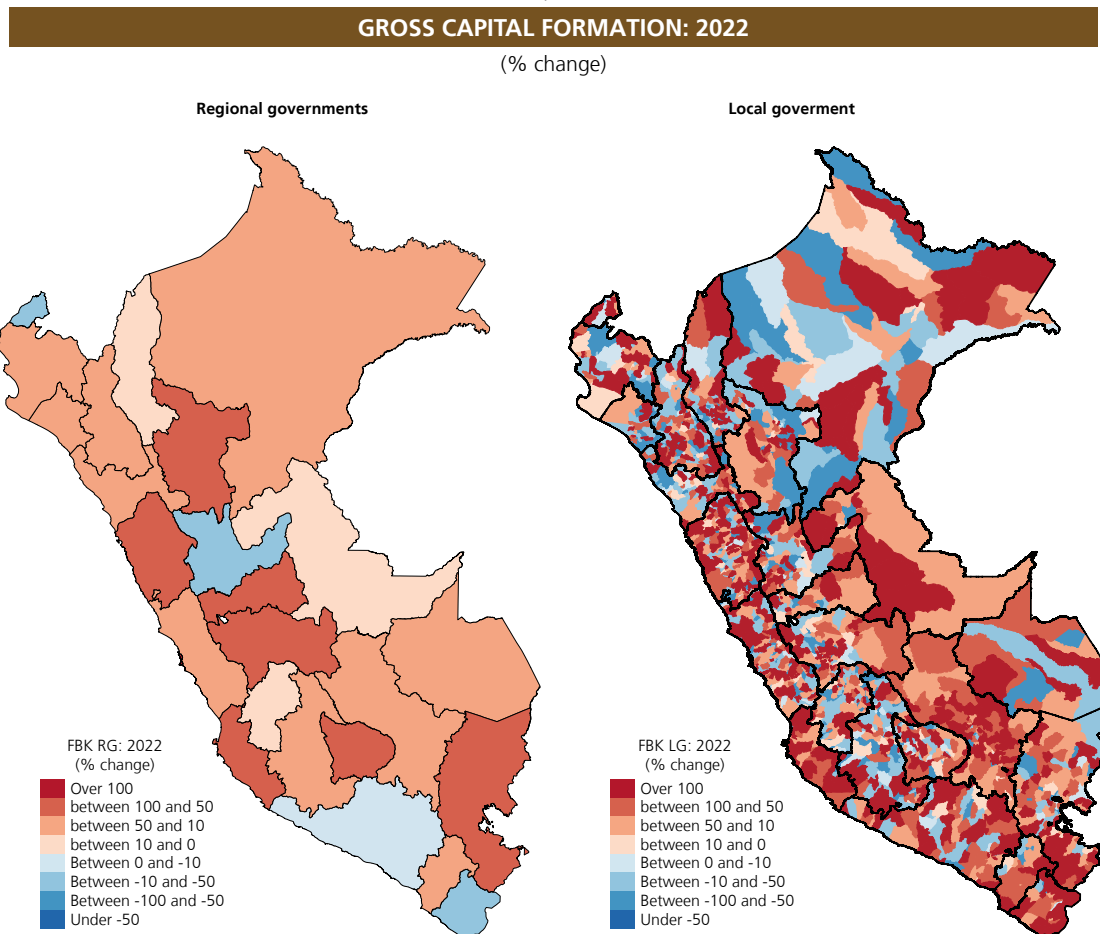 GROSS CAPITAL FORMATION: 2022
(% change)
Regional governments
Local goverment
FBK RG: 2022
(% change)
Over 100
between 100 and 50
between 50 and 10
between 10 and 0
Between 0 and -10
Between -10 and -50
Between -100 and -50
Under -50
FBK LG: 2022
(% change)
Over 100
between 100 and 50
between 50 and 10
between 10 and 0
Between 0 and -10
Between -10 and -50
Between -100 and -50
Under -50